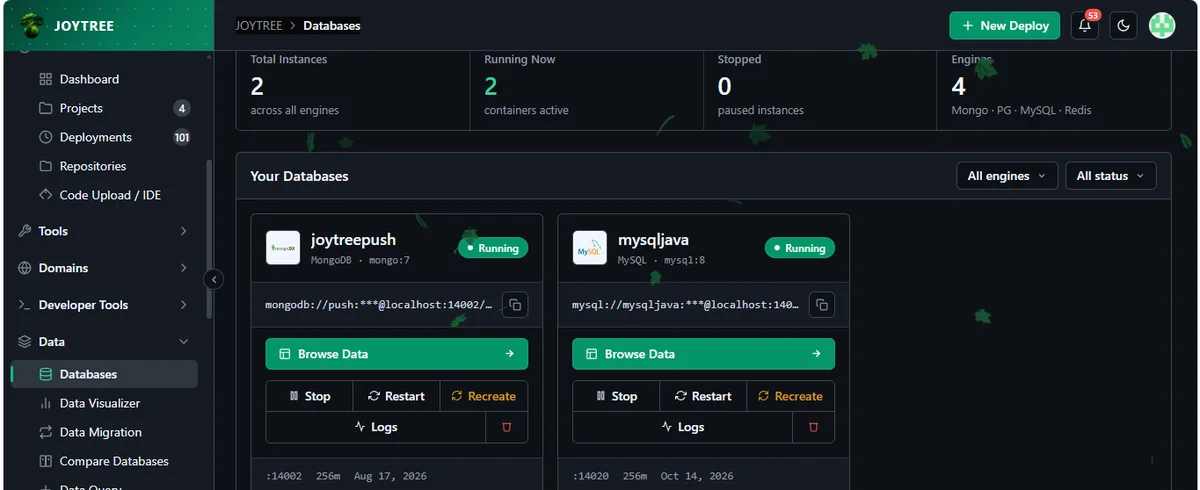 JOYTREE
JOYTREE > Databases
+ New Deploy
53
Dashboard
Projects 4
Deployments 101
Repositories
Code Upload / IDE
Tools
Domains
Developer Tools
Data
Databases
Data Visualizer
Data Migration
Compare Databases
Data Query
Total Instances
2
across all engines
Running Now
2
containers active
Stopped
0
paused instances
Engines
4
Mongo · PG · MySQL · Redis
Your Databases
All engines
All status
joytreepush
MongoDB · mongo:7
Running
mongodb://push:***@localhost:14002/…
Browse Data
Stop
Restart
Recreate
Logs
:14002 256m Aug 17, 2026
MySQL
mysqljava
MySQL · mysql:8
Running
mysql://mysqljava:***@localhost:140…
Browse Data
Stop
Restart
Recreate
Logs
:14020 256m Oct 14, 2026